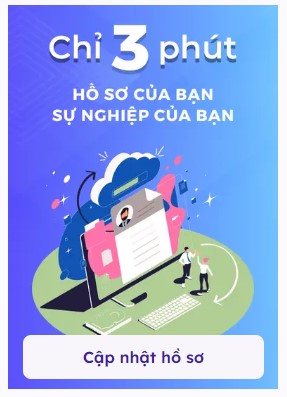 Chỉ 3 phút
HỒ SƠ CỦA BẠN
SỰ NGHIỆP CỦA BẠN
Cập nhật hồ sơ